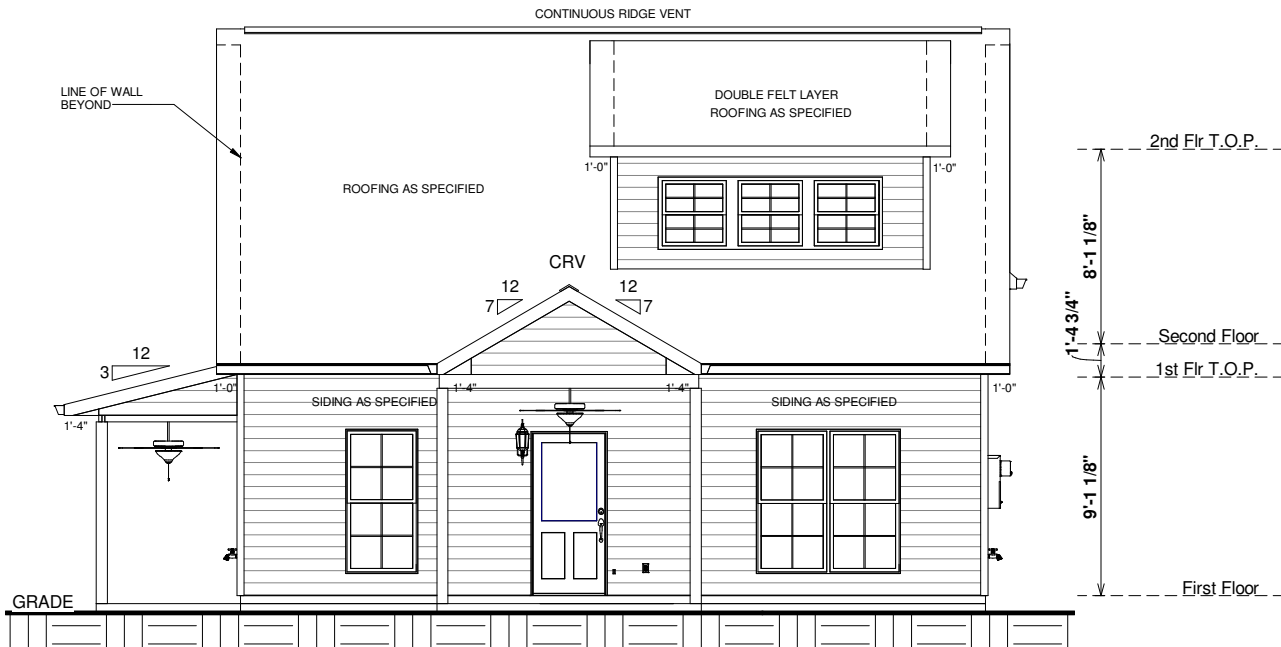 CONTINUOUS RIDGE VENT
LINE OF WALL
BEYOND
DOUBLE FELT LAYER
ROOFING AS SPECIFIED
2nd Flr T.O.P.
1'-0"
1'-0"
ROOFING AS SPECIFIED
8'-1 1/8"
CRV
12
12
7
7
1'-4 3/4"
Second Floor
12
3
1st Flr T.O.P.
1'-0"
1'-4"
1'-4"
1'-0"
SIDING AS SPECIFIED
SIDING AS SPECIFIED
1'-4"
9'-1 1/8"
First Floor
GRADE